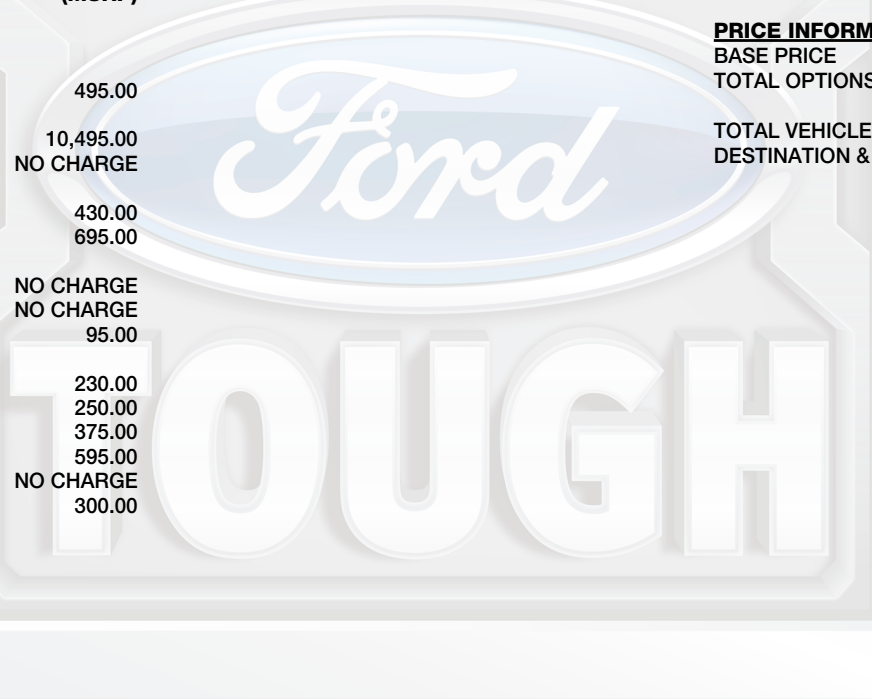 (MSRP)
495.00
10,495.00
NO CHARGE
430.00
695.00
NO CHARGE
NO CHARGE
95.00
230.00
250.00
375.00
595.00
NO CHARGE
300.00
PRICE INFORM
BASE PRICE
TOTAL OPTIONS
TOTAL VEHICLE
DESTINATION &
Ford
TOUGH